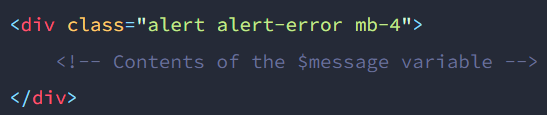 <div class="alert alert-error mb-4">
<!-- Contents of the $message variable -->
</div>